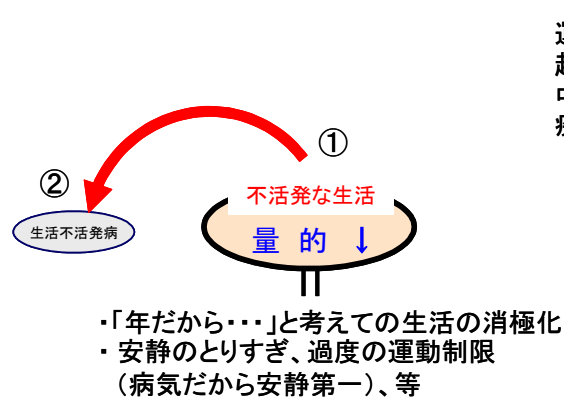 ①
②
不活発な生活
生活不活発病
量 的 ↓
・「年だから・・・」と考えての生活の消極化
・ 安静のとりすぎ、過度の運動制限
（病気だから安静第一）、等